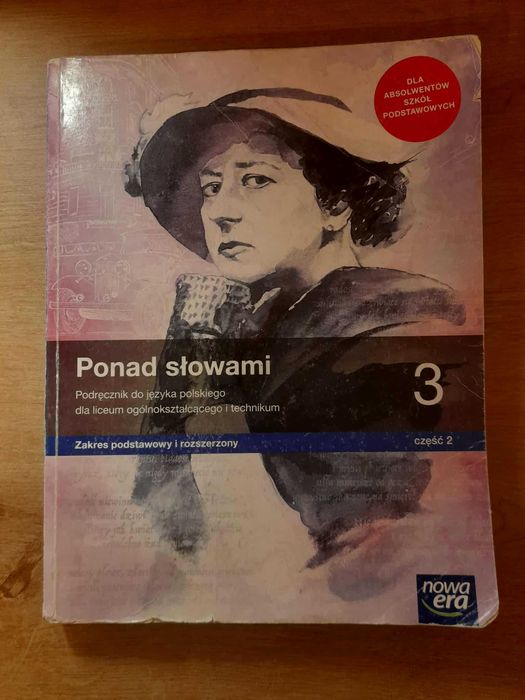 DLA
ABSOLWENTÓW
SZKÓŁ
PODSTAWOWYCH
Ponad słowami
3
Podręcznik do języka polskiego
dla liceum ogólnokształcącego i technikum
Zakres podstawowy i rozszerzony
część 2
nowa
era